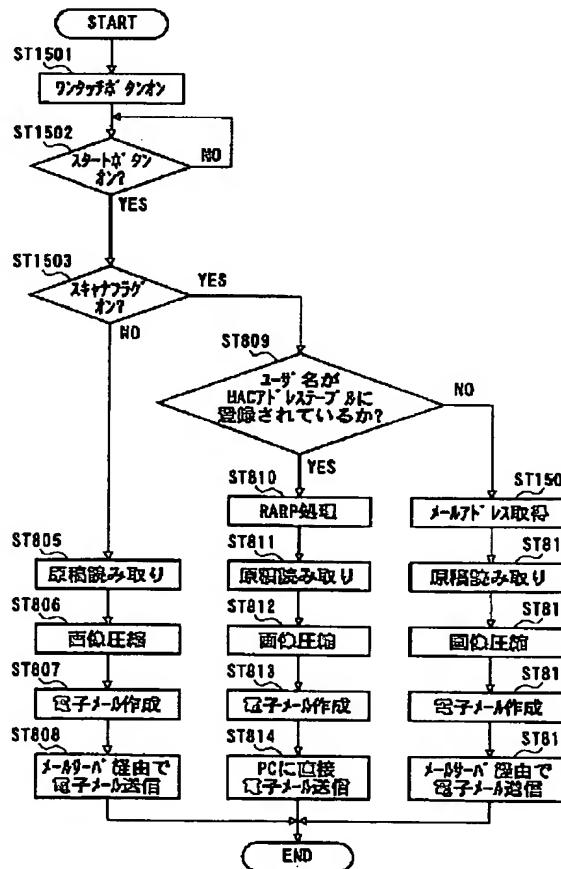 START
ST1501
ワンタッチボタンオン
ST1502
スタートボタン
オン?
NO
YES
ST1503
スキャナフラグ
オン?
YES
NO
ST809
ユーザ名が
MACアドレステーブルに
登録されているか?
NO
YES
ST810
RARP処理
ST150
メールアドレス取得
ST805
原稿読み取り
ST811
原稿読み取り
ST81
原稿読み取り
ST806
画像圧縮
ST812
画像圧縮
ST81
画像圧縮
ST807
電子メール作成
ST813
電子メール作成
ST81
電子メール作成
ST808
メールサーバ経由で
電子メール送信
ST814
PCに直接
電子メール送信
ST81
メールサーバ経由で
電子メール送信
END